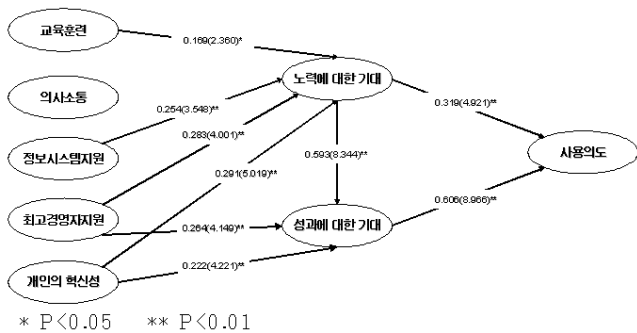 교육훈련
0.169(2.360)*
의사소통
노력에 대한 기대
0.254(3.548)**
0.319(4.921)**
0.283(4.001)**
정보시스템지원
0.593(8.344)**
사용의도
0.291(5.019)**
최고경영자지원
0.264(4.149)**
성과에 대한 기대
0.606(8.966)**
0.222(4.221)**
개인의 혁신성
* P<0.05 ** P<0.01